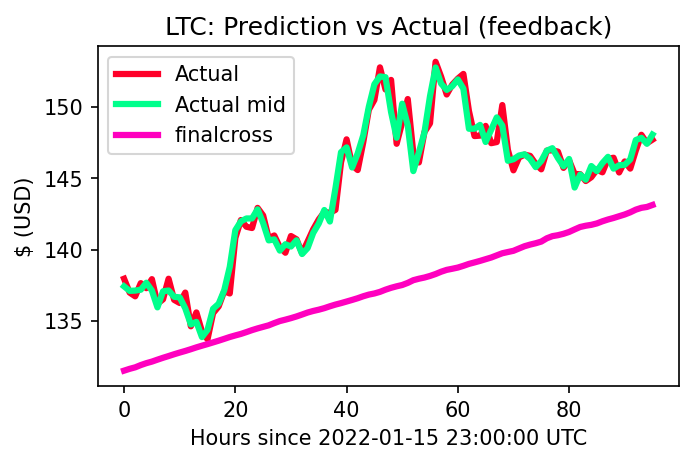 LTC: Prediction vs Actual (feedback)
Actual
Actual mid
finalcross
150
145
140
135
$ (USD)
0 20 40 60 80
Hours since 2022-01-15 23:00:00 UTC